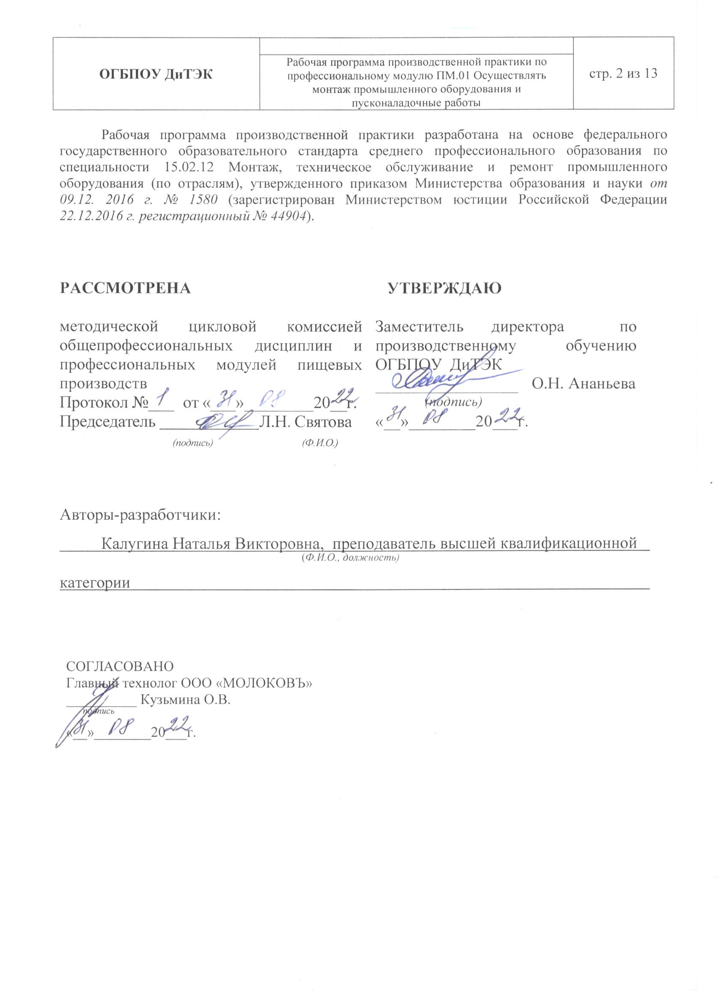 ОГБПОУ ДиТЭК
Рабочая программа производственной практики по
профессиональному модулю ПМ.01 Осуществлять
монтаж промышленного оборудования и
пусконаладочные работы
стр. 2 из 13
Рабочая программа производственной практики разработана на основе федерального
государственного образовательного стандарта среднего профессионального образования по
специальности 15.02.12 Монтаж, техническое обслуживание и ремонт промышленного
оборудования (по отраслям), утвержденного приказом Министерства образования и науки от
09.12. 2016 г. № 1580 (зарегистрирован Министерством юстиции Российской Федерации
22.12.2016 г. регистрационный № 44904).
РАССМОТРЕНА
методической цикловой комиссией
общепрофессиональных дисциплин и
профессиональных модулей пищевых
производств
Протокол № 1 от «31» 08 2022г.
Председатель Л.Н. Святова
(подпись) (Ф.И.О.)
УТВЕРЖДАЮ
Заместитель директора по
производственному обучению
ОГБПОУ ДиТЭК
О.Н. Ананьева
(подпись)
«31» 08 2022г.
Авторы-разработчики:
Калугина Наталья Викторовна, преподаватель высшей квалификационной
(Ф.И.О., должность)
категории
СОГЛАСОВАНО
Главный технолог ООО «МОЛОКОВЪ»
Кузьмина О.В.
подпись
«31» 08 2022г.